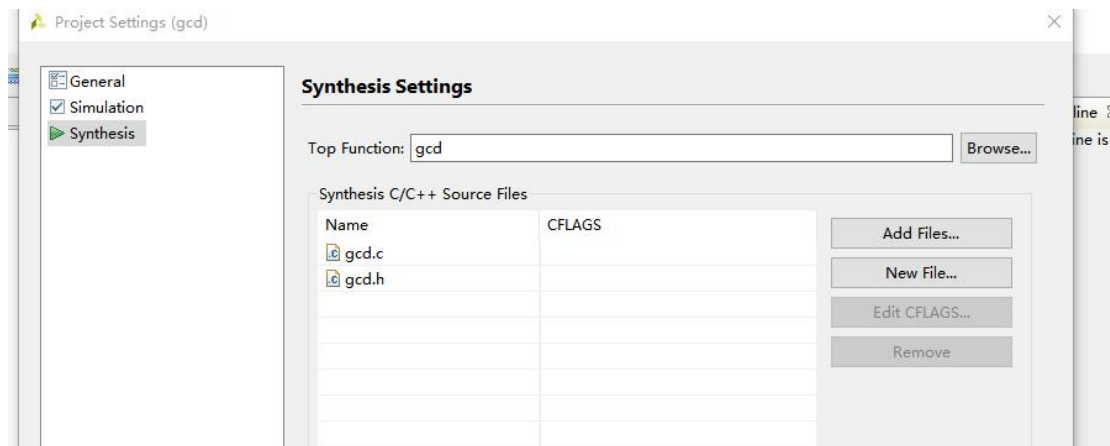 Project Settings (gcd)
General
Simulation
Synthesis
Synthesis Settings
Top Function: gcd Browse...
Synthesis C/C++ Source Files
Name CFLAGS
gcd.c
gcd.h
Add Files...
New File...
Edit CFLAGS...
Remove
line
ine is